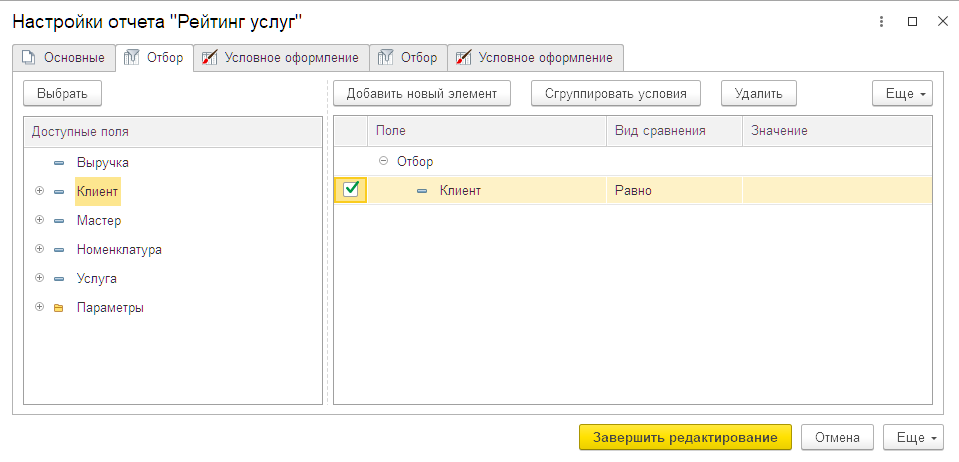 Настройки отчета "Рейтинг услуг"
Основные Отбор Условное оформление Отбор Условное оформление
Выбрать Добавить новый элемент Сгруппировать условия Удалить Еще
Доступные поля Поле Вид сравнения Значение
Выручка Отбор
Клиент Клиент Равно
Мастер
Номенклатура
Услуга
Параметры
Завершить редактирование Отмена Еще